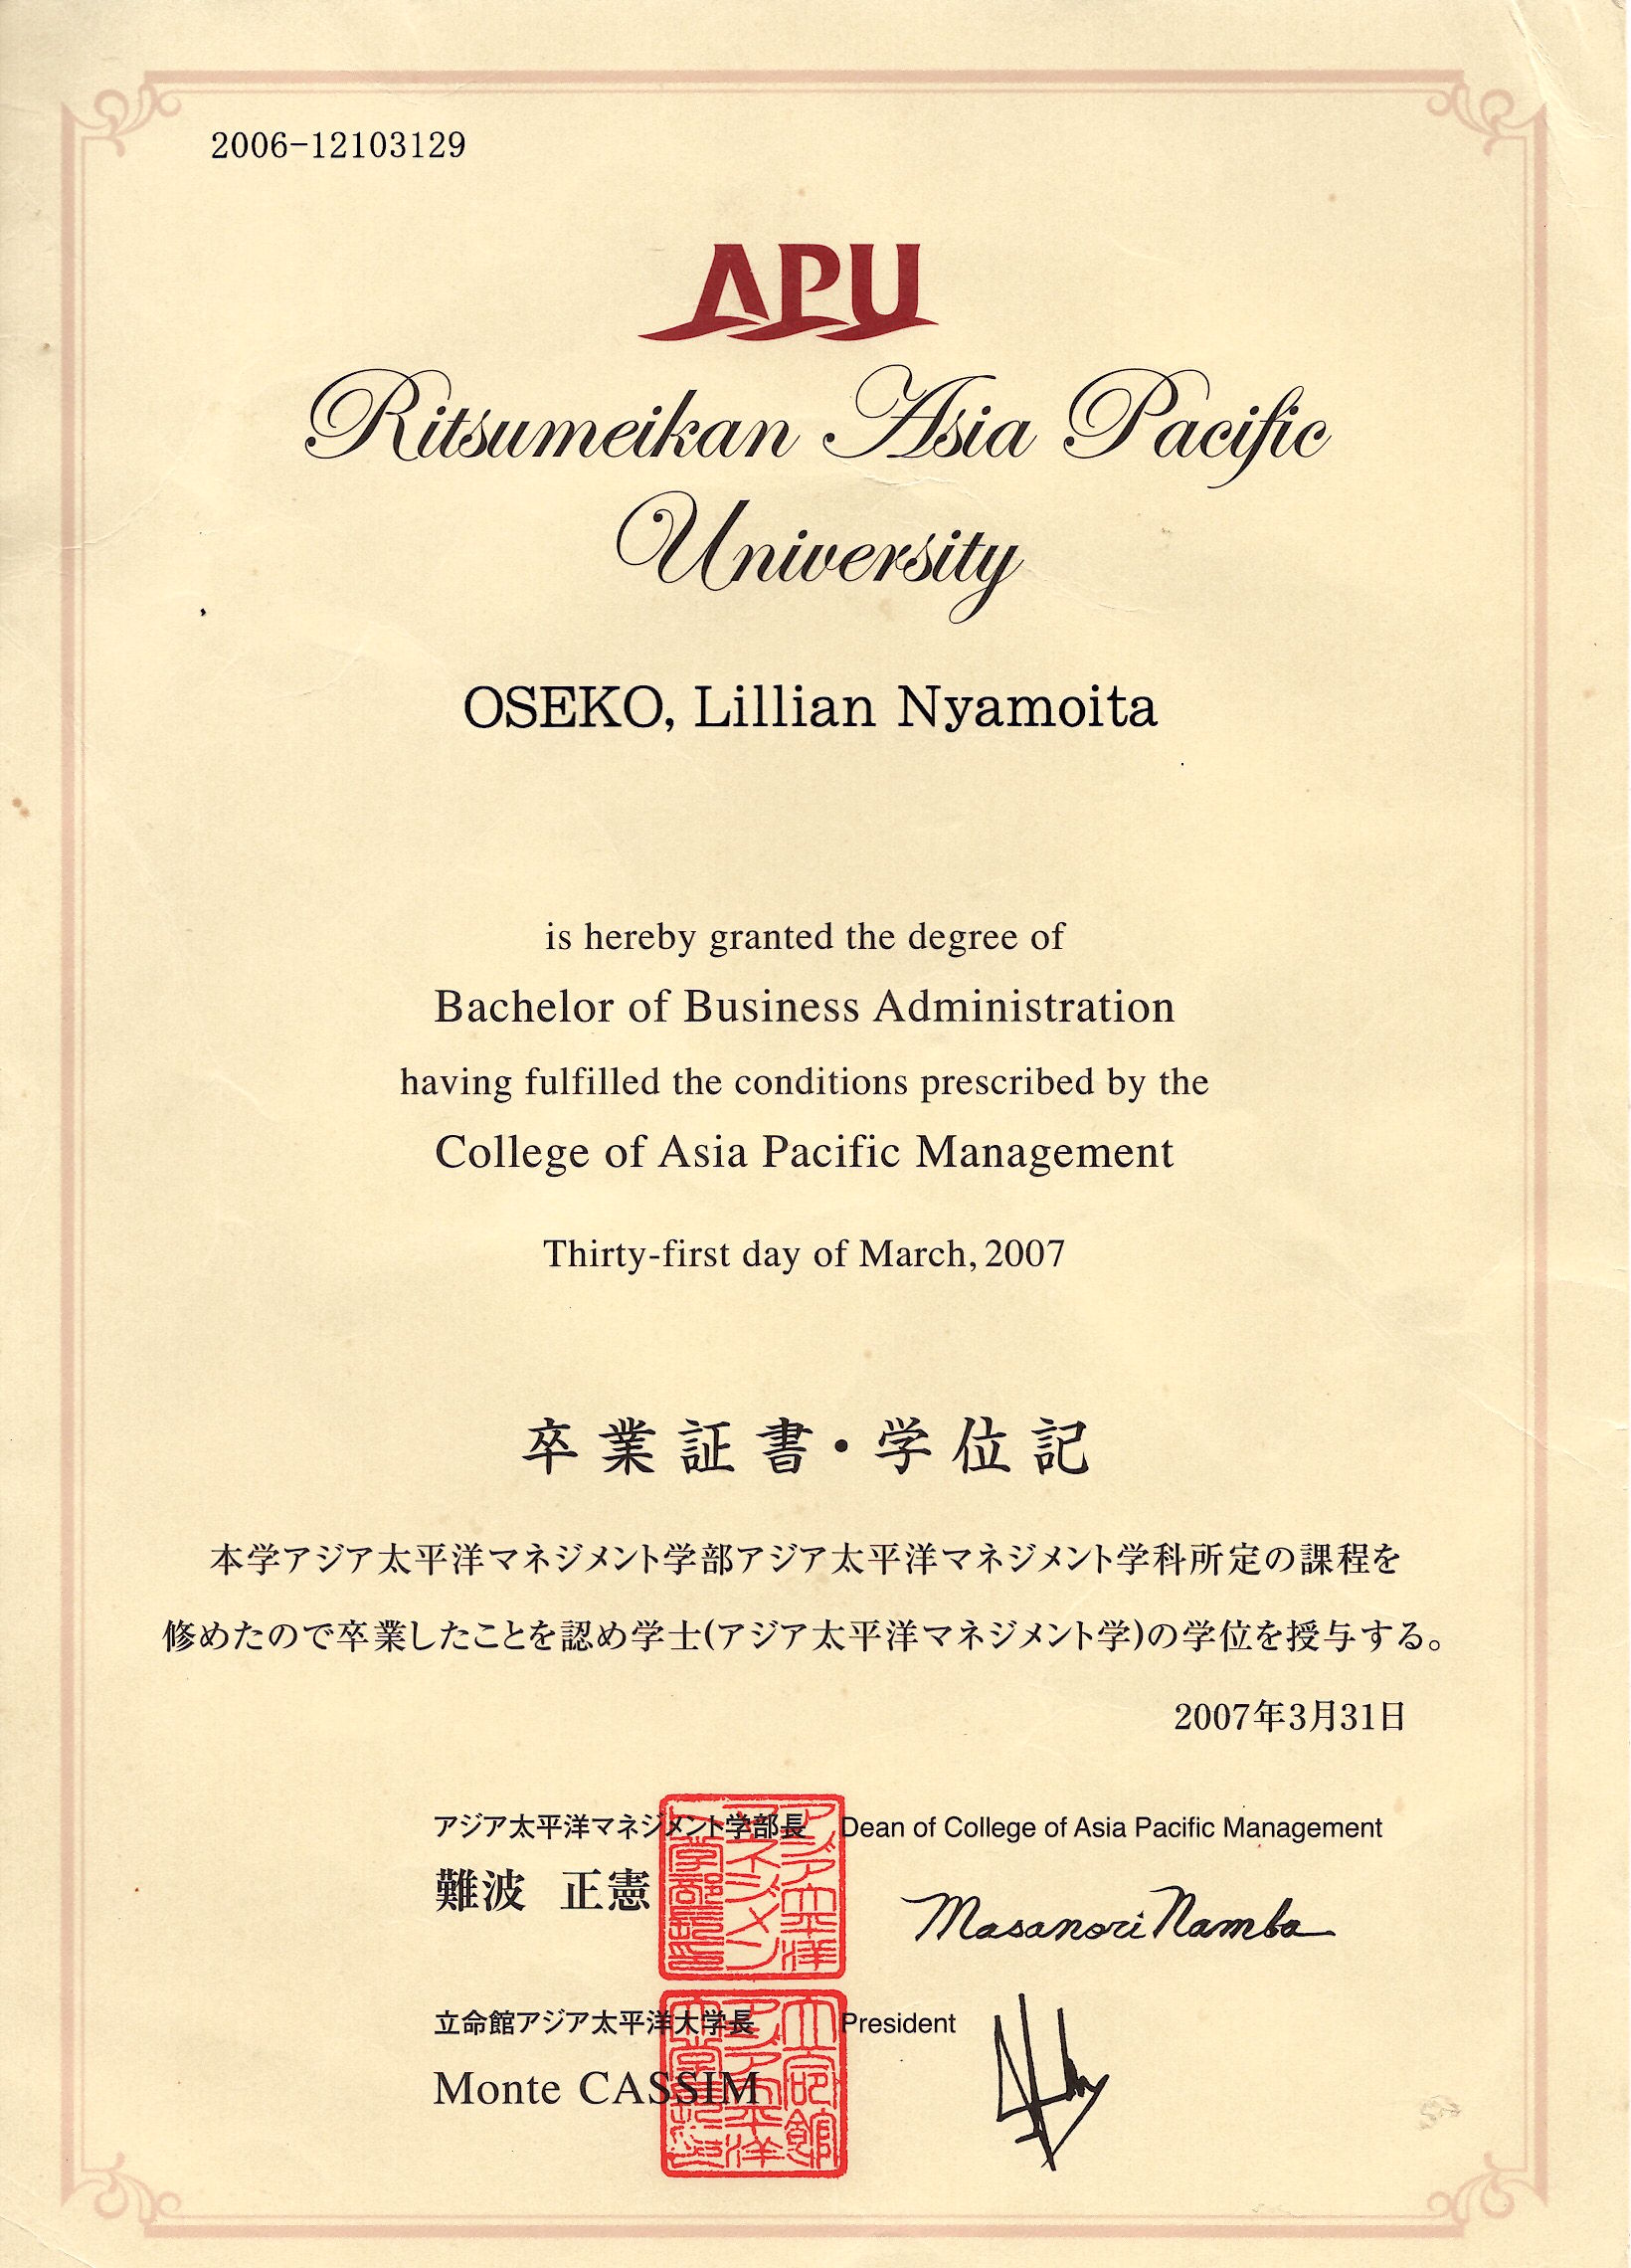 2006-12103129
APU
Ritsumeikan Asia Pacific
University
OSEKO, Lillian Nyamoita
is hereby granted the degree of
Bachelor of Business Administration
having fulfilled the conditions prescribed by the
College of Asia Pacific Management
Thirty-first day of March, 2007
卒業証書・学位記
本学アジア太平洋マネジメント学部アジア太平洋マネジメント学科所定の課程を
修めたので卒業したことを認め学士(アジア太平洋マネジメント学)の学位を授与する。
2007年3月31日
アジア太平洋マネジメント学部長 Dean of College of Asia Pacific Management
難波 正憲 Masanori Namba
立命館アジア太平洋大学長 President
Monte CASSIM